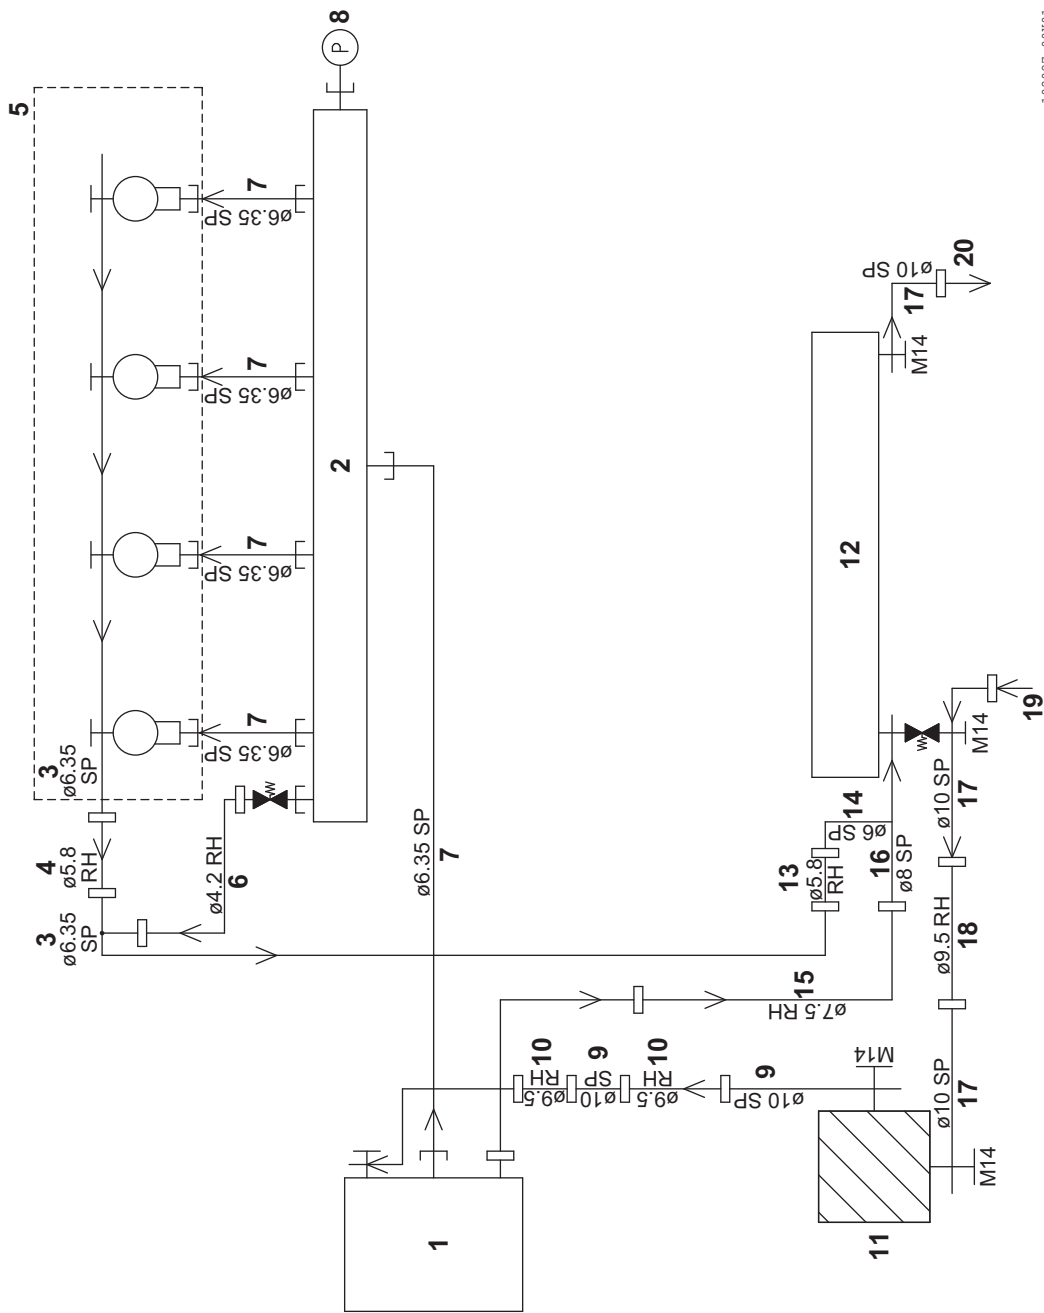 5
8
P
7
ø6.35 SP
7
ø6.35 SP
7
ø6.35 SP
7
ø6.35 SP
2
3
ø6.35
SP
4
ø5.8
RH
3
ø6.35
SP
ø4.2 RH
6
ø6.35 SP
7
1
10
ø9.5
RH
9
ø10
SP
10
ø9.5
RH
9
ø10 SP
M14
11
M14
ø10 SP
17
ø9.5 RH
18
ø10 SP
17
M14
19
15
ø7.5 RH
13
ø5.8
RH
14
ø6 SP
16
ø8 SP
12
M14
17
ø10 SP
20